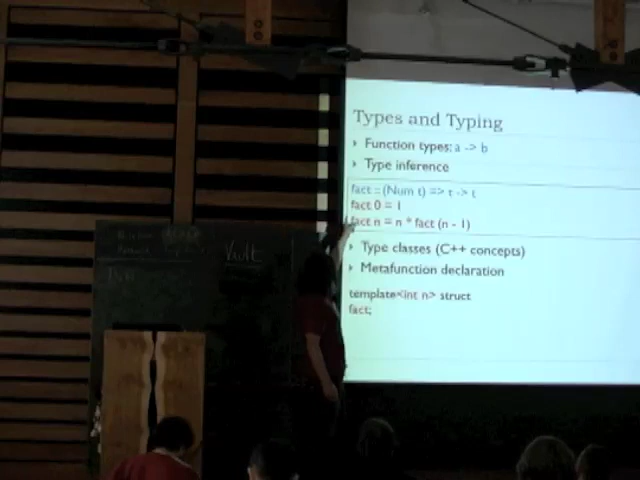 Types and Typing
Function types: a -> b
Type inference
fact :: (Num t) => t -> t
fact 0 = 1
fact n = n * fact (n - 1)
Type classes (C++ concepts)
Metafunction declaration
template<int n> struct
fact;
Vault